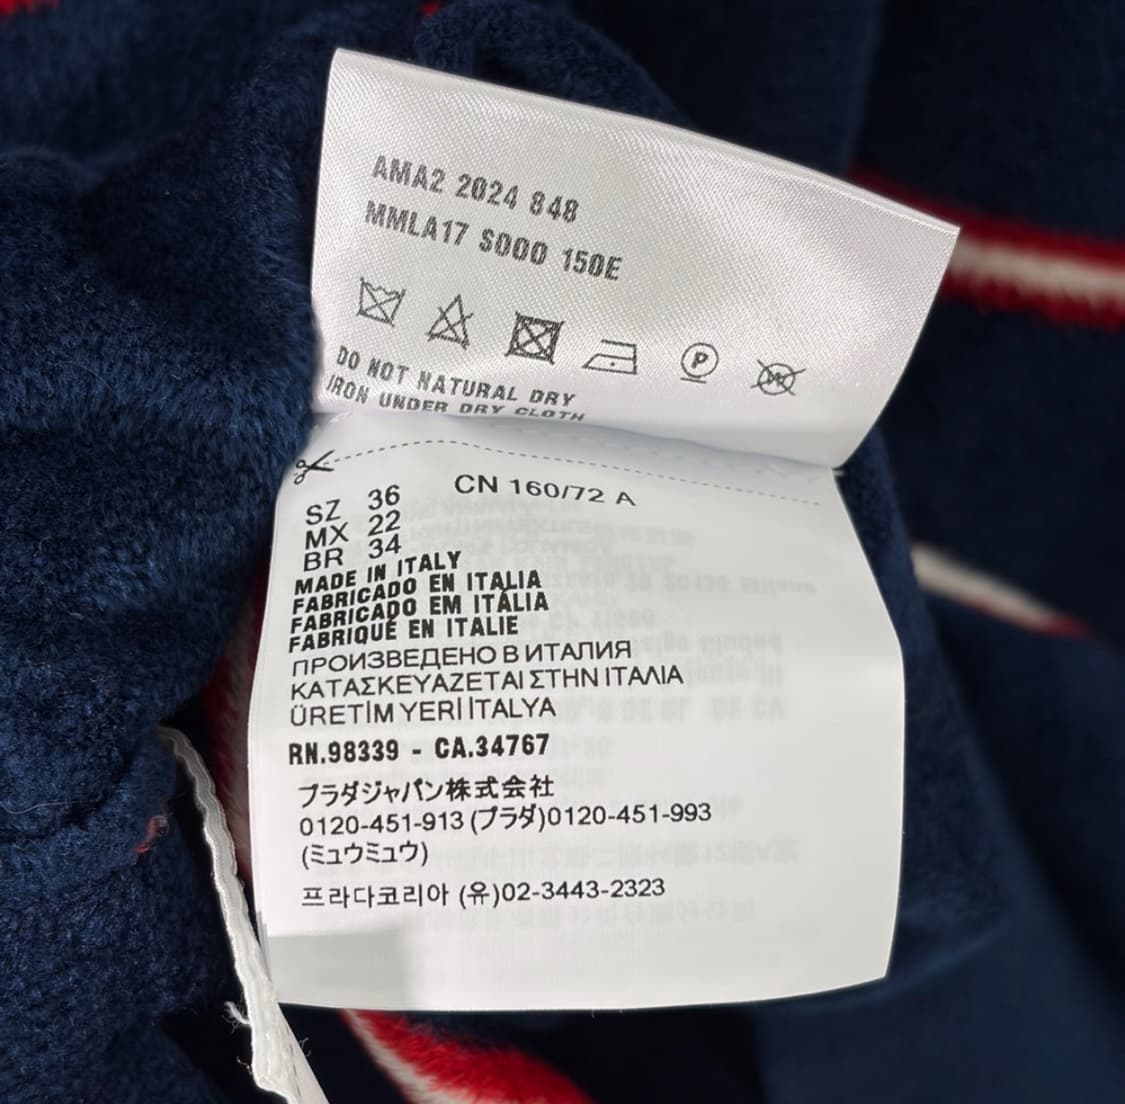 AMA2 2024 848
MMLA17 S000 150E
P
W
DO NOT NATURAL DRY
IRON UNDER DRY CLOTH
CN 160/72 A
SZ 36
MX 22
BR 34
MADE IN ITALY
FABRICADO EN ITALIA
FABRICADO EM ITÁLIA
FABRIQUÉ EN ITALIE
ПРОИЗВЕДЕНО В ИТАЛИЯ
ΚΑΤΑΣΚΕΥΑΖΕΤΑΙ ΣΤΗΝ ΙΤΑΛΙΑ
ÜRETİM YERİ İTALYA
RN.98339 - CA.34767
プラダジャパン株式会社
0120-451-913 (プラダ)0120-451-993
(ミュウミュウ)
프라다코리아 (유)02-3443-2323